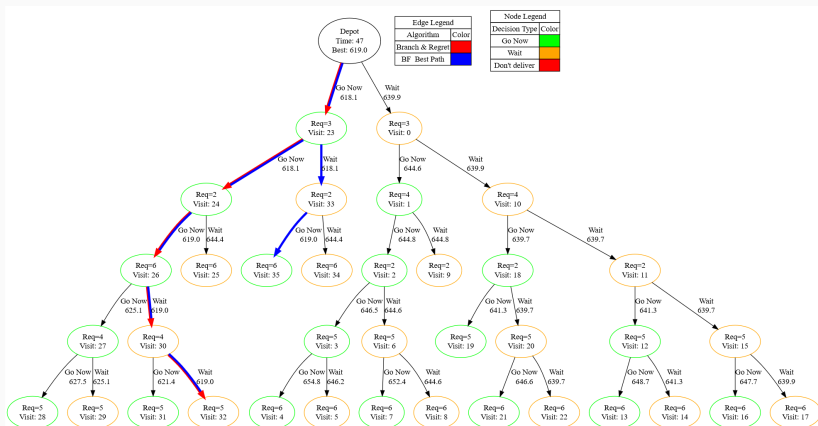 Depot
Time: 47
Best: 619.0
Edge Legend
Algorithm Color
Branch & Regret
BF Best Path
Node Legend
Decision Type Color
Go Now
Wait
Don't deliver
Go Now
618.1
Wait
639.9
Req=3
Visit: 23
Req=3
Visit: 0
Go Now
618.1
Wait
618.1
Go Now
644.6
Wait
639.9
Req=2
Visit: 24
Req=2
Visit: 33
Req=4
Visit: 1
Req=4
Visit: 10
Go Now
619.0
Wait
644.4
Go Now
619.0
Wait
644.4
Go Now
644.8
Wait
644.8
Go Now
639.7
Wait
639.7
Req=6
Visit: 26
Req=6
Visit: 25
Req=6
Visit: 35
Req=6
Visit: 34
Req=2
Visit: 2
Req=2
Visit: 9
Req=2
Visit: 18
Req=2
Visit: 11
Go Now
625.1
Wait
619.0
Go Now
646.5
Wait
644.6
Go Now
641.3
Wait
639.7
Go Now
641.3
Wait
639.7
Req=4
Visit: 27
Req=4
Visit: 30
Req=5
Visit: 3
Req=5
Visit: 6
Req=5
Visit: 19
Req=5
Visit: 20
Req=5
Visit: 12
Req=5
Visit: 15
Go Now
627.5
Wait
625.1
Go Now
621.4
Wait
619.0
Go Now
654.8
Wait
646.2
Go Now
652.4
Wait
644.6
Go Now
646.6
Wait
639.7
Go Now
648.7
Wait
641.3
Go Now
647.7
Wait
639.9
Req=5
Visit: 28
Req=5
Visit: 29
Req=5
Visit: 31
Req=5
Visit: 32
Req=6
Visit: 4
Req=6
Visit: 5
Req=6
Visit: 7
Req=6
Visit: 8
Req=6
Visit: 21
Req=6
Visit: 22
Req=6
Visit: 13
Req=6
Visit: 14
Req=6
Visit: 16
Req=6
Visit: 17